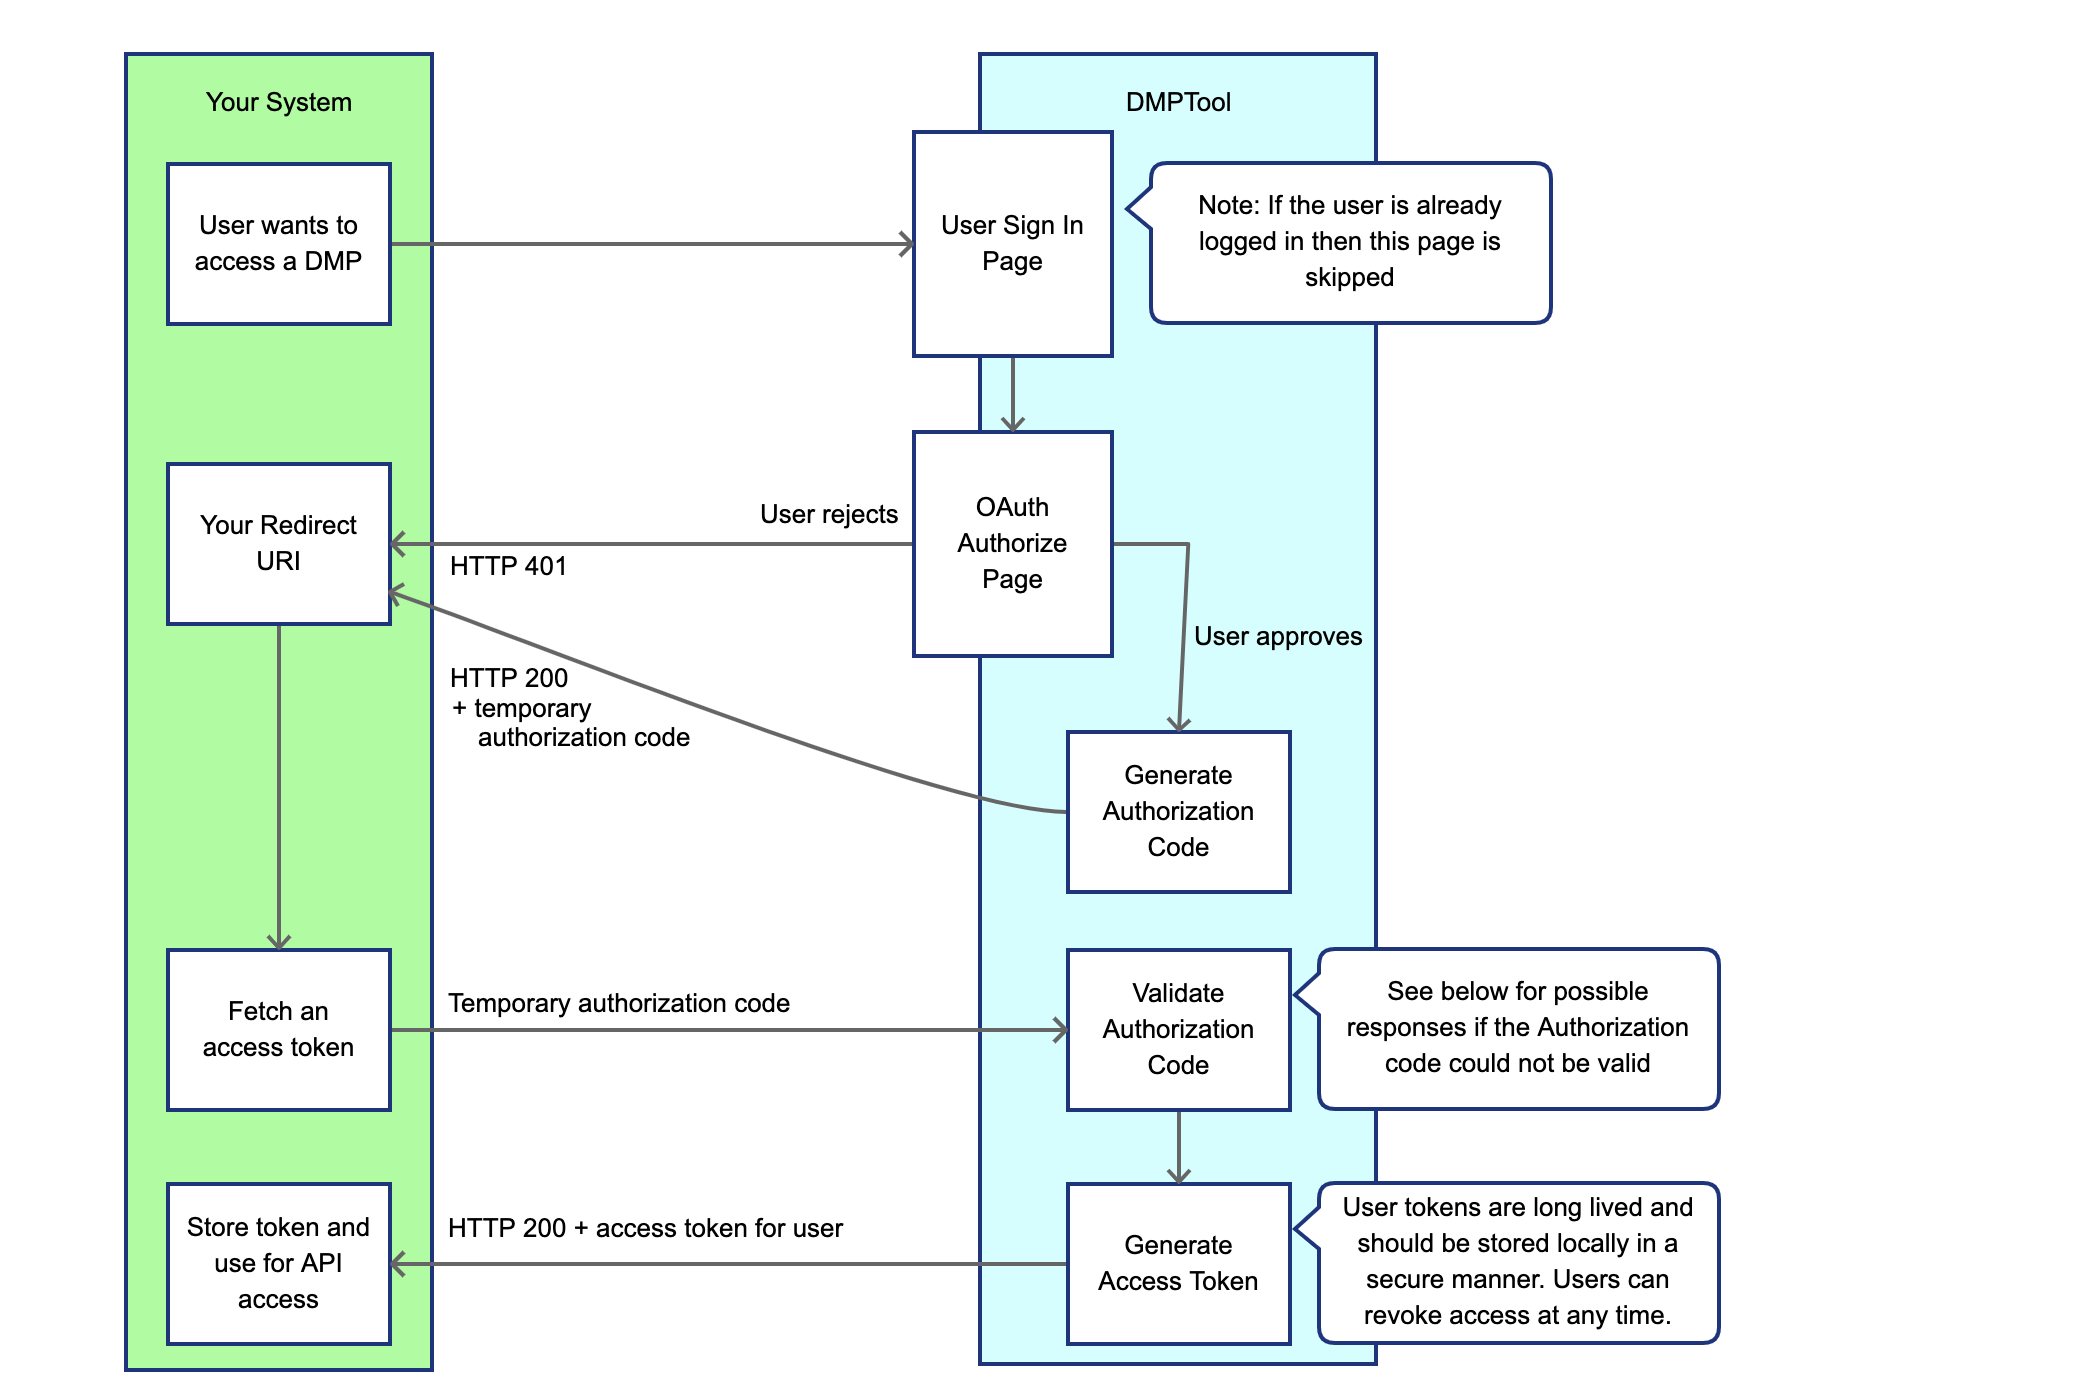 Your System
DMPTool
User wants to
access a DMP
User Sign In
Page
Note: If the user is already
logged in then this page is
skipped
Your Redirect
URI
User rejects
HTTP 401
OAuth
Authorize
Page
User approves
HTTP 200
+ temporary
authorization code
Generate
Authorization
Code
Fetch an
access token
Temporary authorization code
Validate
Authorization
Code
See below for possible
responses if the Authorization
code could not be valid
Store token and
use for API
access
HTTP 200 + access token for user
Generate
Access Token
User tokens are long lived and
should be stored locally in a
secure manner. Users can
revoke access at any time.